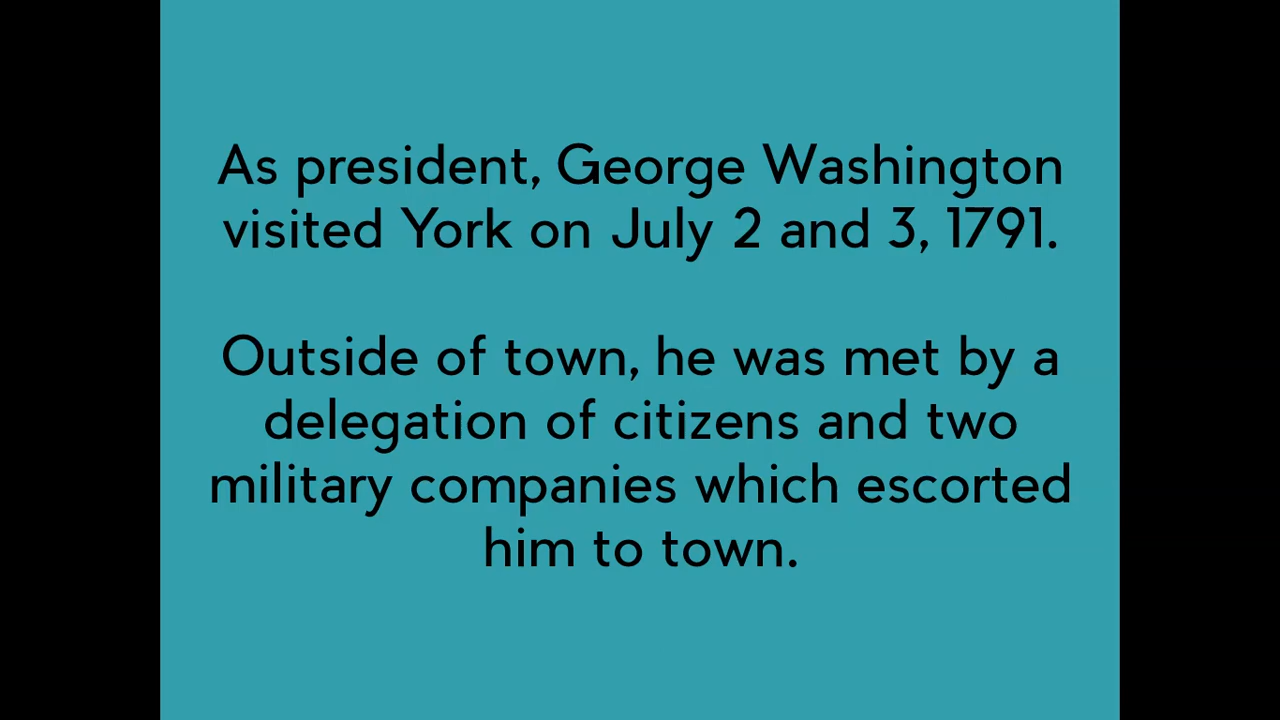 As president, George Washington
visited York on July 2 and 3, 1791.
Outside of town, he was met by a
delegation of citizens and two
military companies which escorted
him to town.